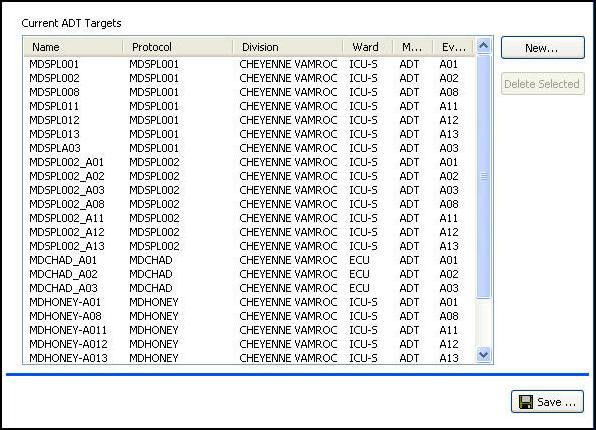 Current ADT Targets
Name Protocol Division Ward M... Ev...
New...
MDSPL001 MDSPL001 CHEYENNE VAMROC ICU-S ADT A01
MDSPL002 MDSPL001 CHEYENNE VAMROC ICU-S ADT A02
Delete Selected
MDSPL008 MDSPL001 CHEYENNE VAMROC ICU-S ADT A08
MDSPL011 MDSPL001 CHEYENNE VAMROC ICU-S ADT A11
MDSPL012 MDSPL001 CHEYENNE VAMROC ICU-S ADT A12
MDSPL013 MDSPL001 CHEYENNE VAMROC ICU-S ADT A13
MDSPLA03 MDSPL001 CHEYENNE VAMROC ICU-S ADT A03
MDSPL002_A01 MDSPL002 CHEYENNE VAMROC ICU-S ADT A01
MDSPL002_A02 MDSPL002 CHEYENNE VAMROC ICU-S ADT A02
MDSPL002_A03 MDSPL002 CHEYENNE VAMROC ICU-S ADT A03
MDSPL002_A08 MDSPL002 CHEYENNE VAMROC ICU-S ADT A08
MDSPL002_A11 MDSPL002 CHEYENNE VAMROC ICU-S ADT A11
MDSPL002_A12 MDSPL002 CHEYENNE VAMROC ICU-S ADT A12
MDSPL002_A13 MDSPL002 CHEYENNE VAMROC ICU-S ADT A13
MDCHAD_A01 MDCHAD CHEYENNE VAMROC ECU ADT A01
MDCHAD_A02 MDCHAD CHEYENNE VAMROC ECU ADT A02
MDCHAD_A03 MDCHAD CHEYENNE VAMROC ECU ADT A03
MDHONEY-A01 MDHONEY CHEYENNE VAMROC ICU-S ADT A01
MDHONEY-A08 MDHONEY CHEYENNE VAMROC ICU-S ADT A08
MDHONEY-A011 MDHONEY CHEYENNE VAMROC ICU-S ADT A11
MDHONEY-A012 MDHONEY CHEYENNE VAMROC ICU-S ADT A12
MDHONEY-A013 MDHONEY CHEYENNE VAMROC ICU-S ADT A13
Save ...